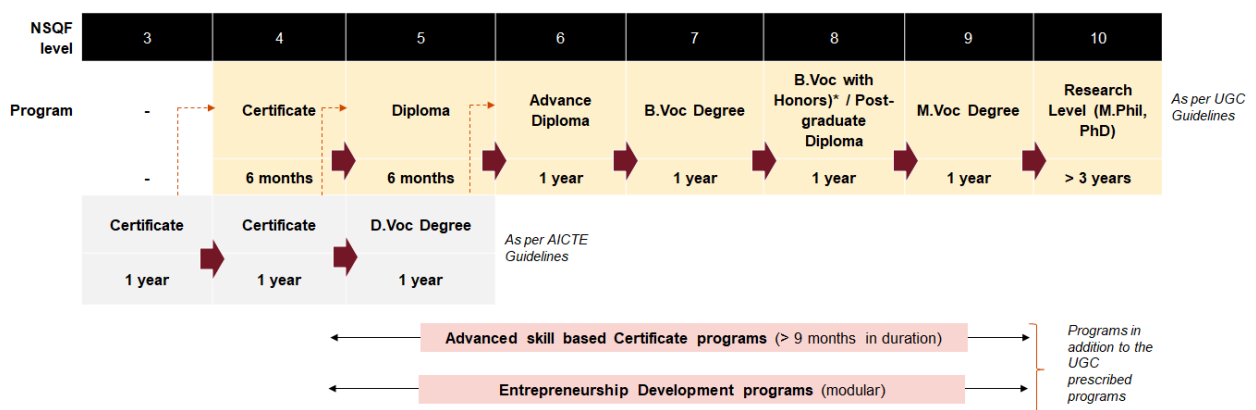 NSQF level 3 4 5 6 7 8 9 10
Program - Certificate Diploma Advance Diploma B.Voc Degree B.Voc with Honors)* / Post-graduate Diploma M.Voc Degree Research Level (M.Phil, PhD)
As per UGC Guidelines
- 6 months 6 months 1 year 1 year 1 year 1 year > 3 years
Certificate Certificate D.Voc Degree
As per AICTE Guidelines
1 year 1 year 1 year
Advanced skill based Certificate programs (> 9 months in duration)
Entrepreneurship Development programs (modular)
Programs in
addition to the
UGC
prescribed
programs